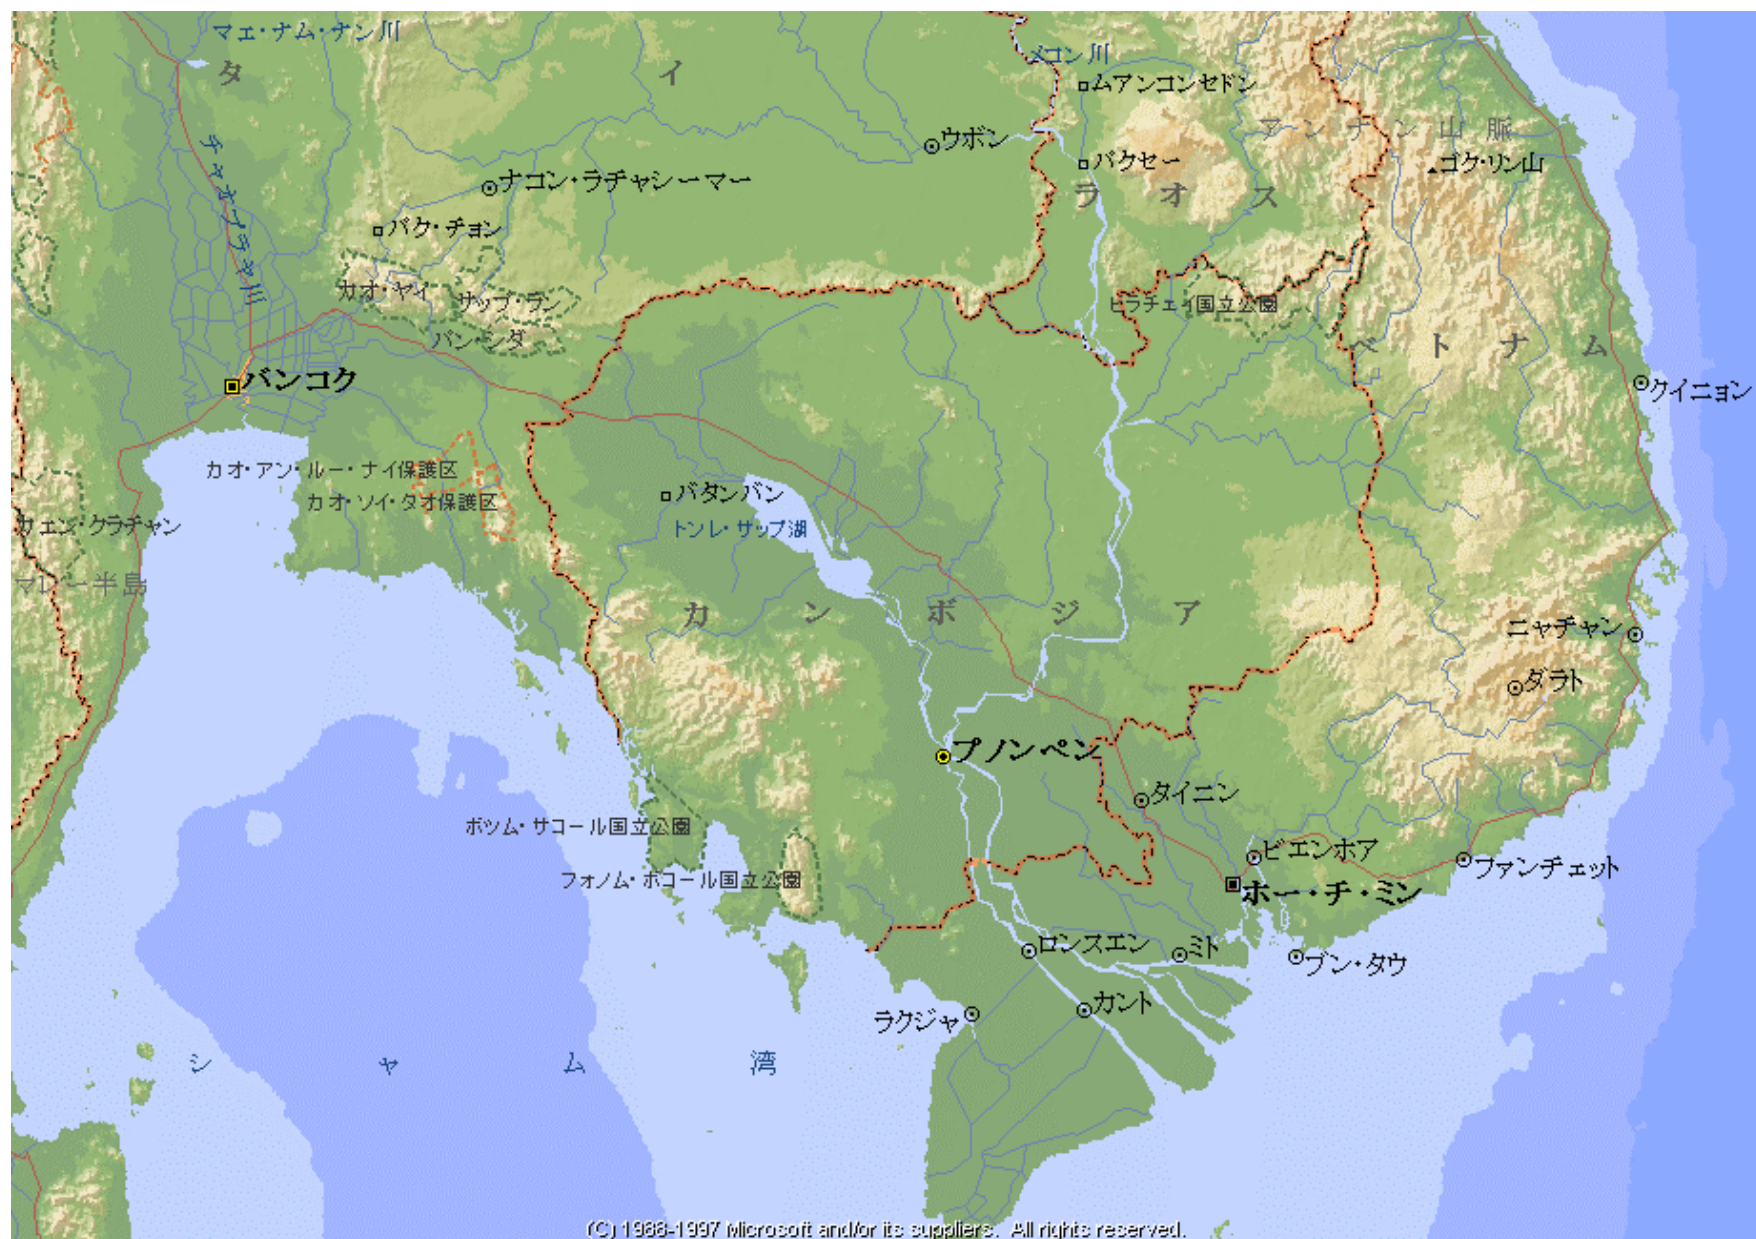 マェ・ナム・ナン川
メコン川
タイ
ムアンコンセドン
アンナン山脈
チャオプラヤ川
ウボン
パクセー
ゴク・リン山
ナコン・ラチャシーマー
ラオス
パク・チョン
カオ・ヤイ
サップ・ラン
ビラチェイ国立公園
パン・シダ
ベトナム
バンコク
クイニョン
カオ・アン・ルー・ナイ保護区
バタンバン
カオ・ソイ・タオ保護区
カエン・クラチャン
トンレ・サップ湖
マレー半島
カンボジア
ニャチャン
ダラト
プノンペン
タイニン
ボツム・サコール国立公園
ビエンホア
ファンチェット
フォノム・ボコール国立公園
ホー・チ・ミン
ロンスエン
ミト
ブン・タウ
カント
ラクジャ
シャム湾
(C) 1988-1997 Microsoft and/or its suppliers. All rights reserved.